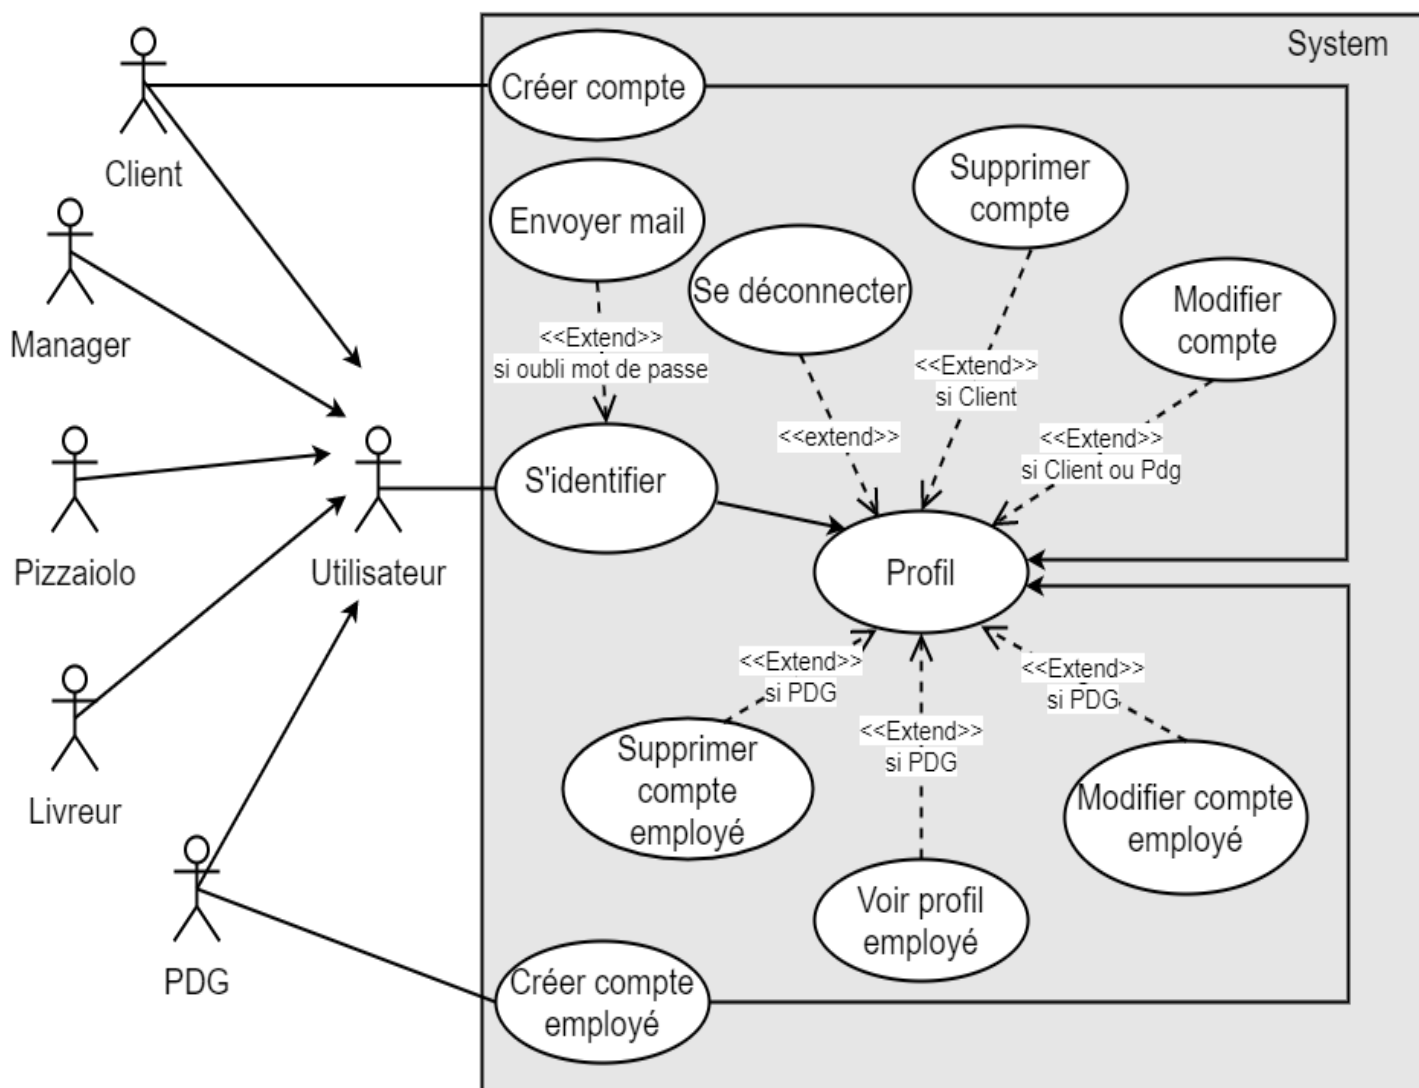 System
Créer compte
Client
Supprimer
compte
Envoyer mail
Se déconnecter
Modifier
compte
Manager
<<Extend>>
si oubli mot de passe
<<Extend>>
si Client
<<extend>>
<<Extend>>
si Client ou Pdg
S'identifier
Pizzaiolo
Utilisateur
Profil
<<Extend>>
si PDG
<<Extend>>
si PDG
<<Extend>>
si PDG
Livreur
Supprimer
compte
employé
Modifier compte
employé
Voir profil
employé
PDG
Créer compte
employé